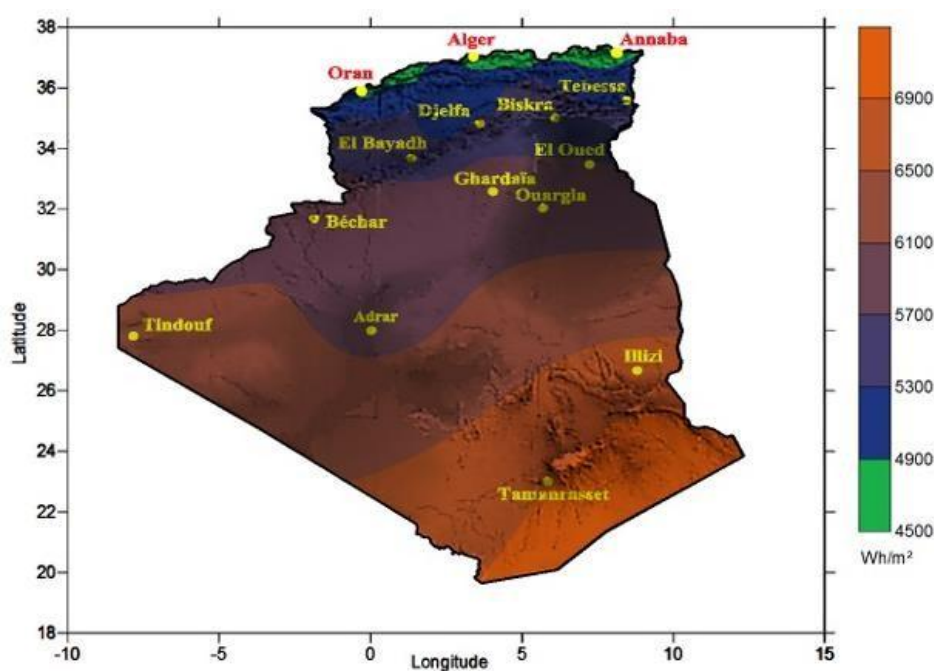 38
36
34
32
30
28
26
24
22
20
18
Latitude
-10
-5
0
5
10
15
Longitude
Alger
Annaba
Oran
Tebessa
Biskra
Djelfa
El Bayadh
El Oued
Ghardaïa
Ouargla
Béchar
Adrar
Tindouf
Illizi
Tamanrasset
6900
6500
6100
5700
5300
4900
4500
Wh/m²